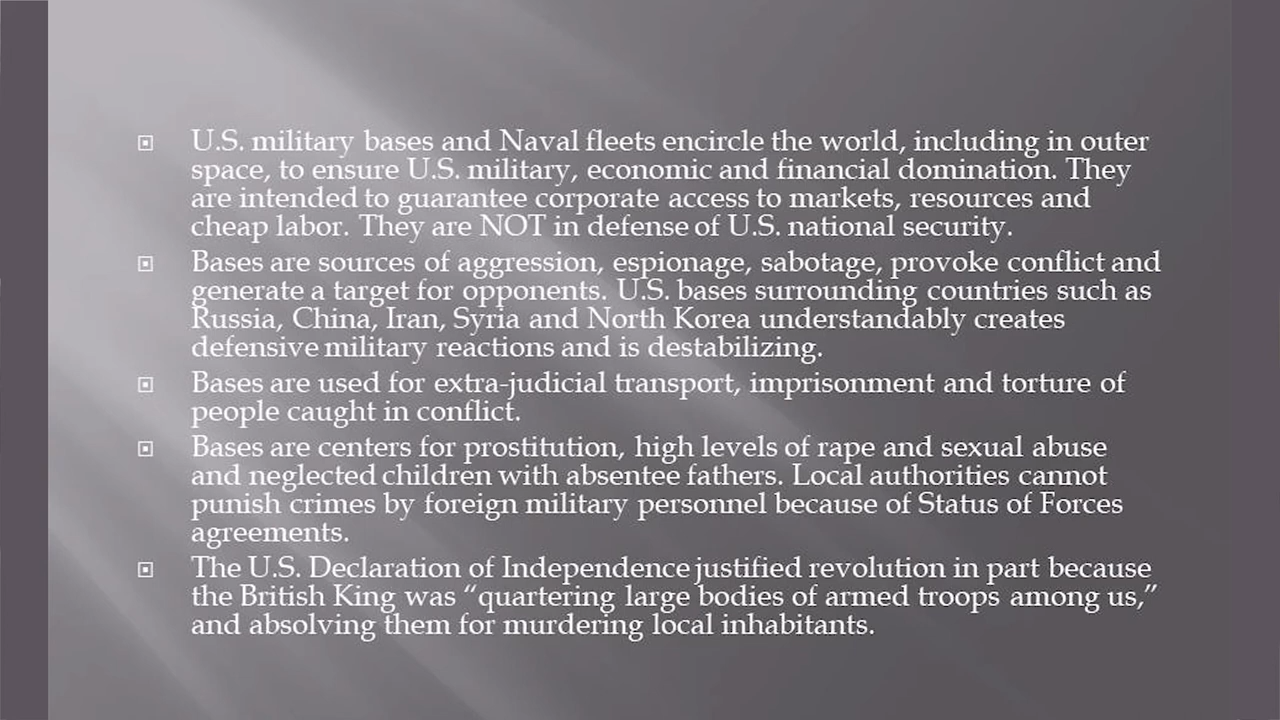 U.S. military bases and Naval fleets encircle the world, including in outer
space, to ensure U.S. military, economic and financial domination. They
are intended to guarantee corporate access to markets, resources and
cheap labor. They are NOT in defense of U.S. national security.
Bases are sources of aggression, espionage, sabotage, provoke conflict and
generate a target for opponents. U.S. bases surrounding countries such as
Russia, China, Iran, Syria and North Korea understandably creates
defensive military reactions and is destabilizing.
Bases are used for extra-judicial transport, imprisonment and torture of
people caught in conflict.
Bases are centers for prostitution, high levels of rape and sexual abuse
and neglected children with absentee fathers. Local authorities cannot
punish crimes by foreign military personnel because of Status of Forces
agreements.
The U.S. Declaration of Independence justified revolution in part because
the British King was “quartering large bodies of armed troops among us,”
and absolving them for murdering local inhabitants.